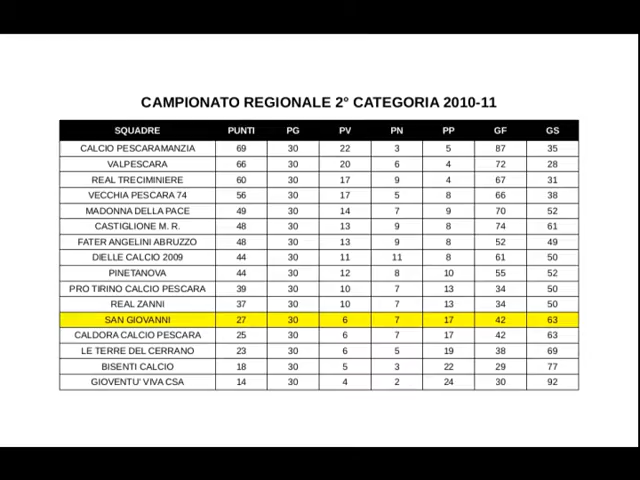 CAMPIONATO REGIONALE 2° CATEGORIA 2010-11
SQUADRE PUNTI PG PV PN PP GF GS
CALCIO PESCARAMANZIA 69 30 22 3 5 87 35
VALPESCARA 66 30 20 6 4 72 28
REAL TRECIMINIERE 60 30 17 9 4 67 31
VECCHIA PESCARA 74 56 30 17 5 8 66 38
MADONNA DELLA PACE 49 30 14 7 9 70 52
CASTIGLIONE M. R. 48 30 13 9 8 74 61
FATER ANGELINI ABRUZZO 48 30 13 9 8 52 49
DIELLE CALCIO 2009 44 30 11 11 8 61 50
PINETANOVA 44 30 12 8 10 55 52
PRO TIRINO CALCIO PESCARA 39 30 10 7 13 34 50
REAL ZANNI 37 30 10 7 13 34 50
SAN GIOVANNI 27 30 6 7 17 42 63
CALDORA CALCIO PESCARA 25 30 6 7 17 42 63
LE TERRE DEL CERRANO 23 30 6 5 19 38 69
BISENTI CALCIO 18 30 5 3 22 29 77
GIOVENTU' VIVA CSA 14 30 4 2 24 30 92